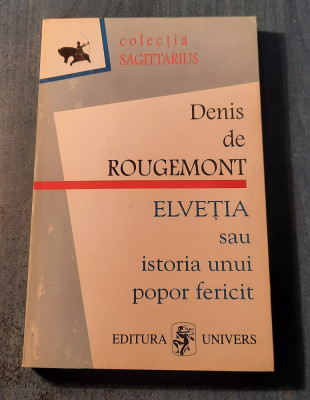 colecția
SAGITTARIUS
Denis
de
ROUGEMONT
ELVEȚIA
sau
istoria unui
popor fericit
EDITURA UNIVERS